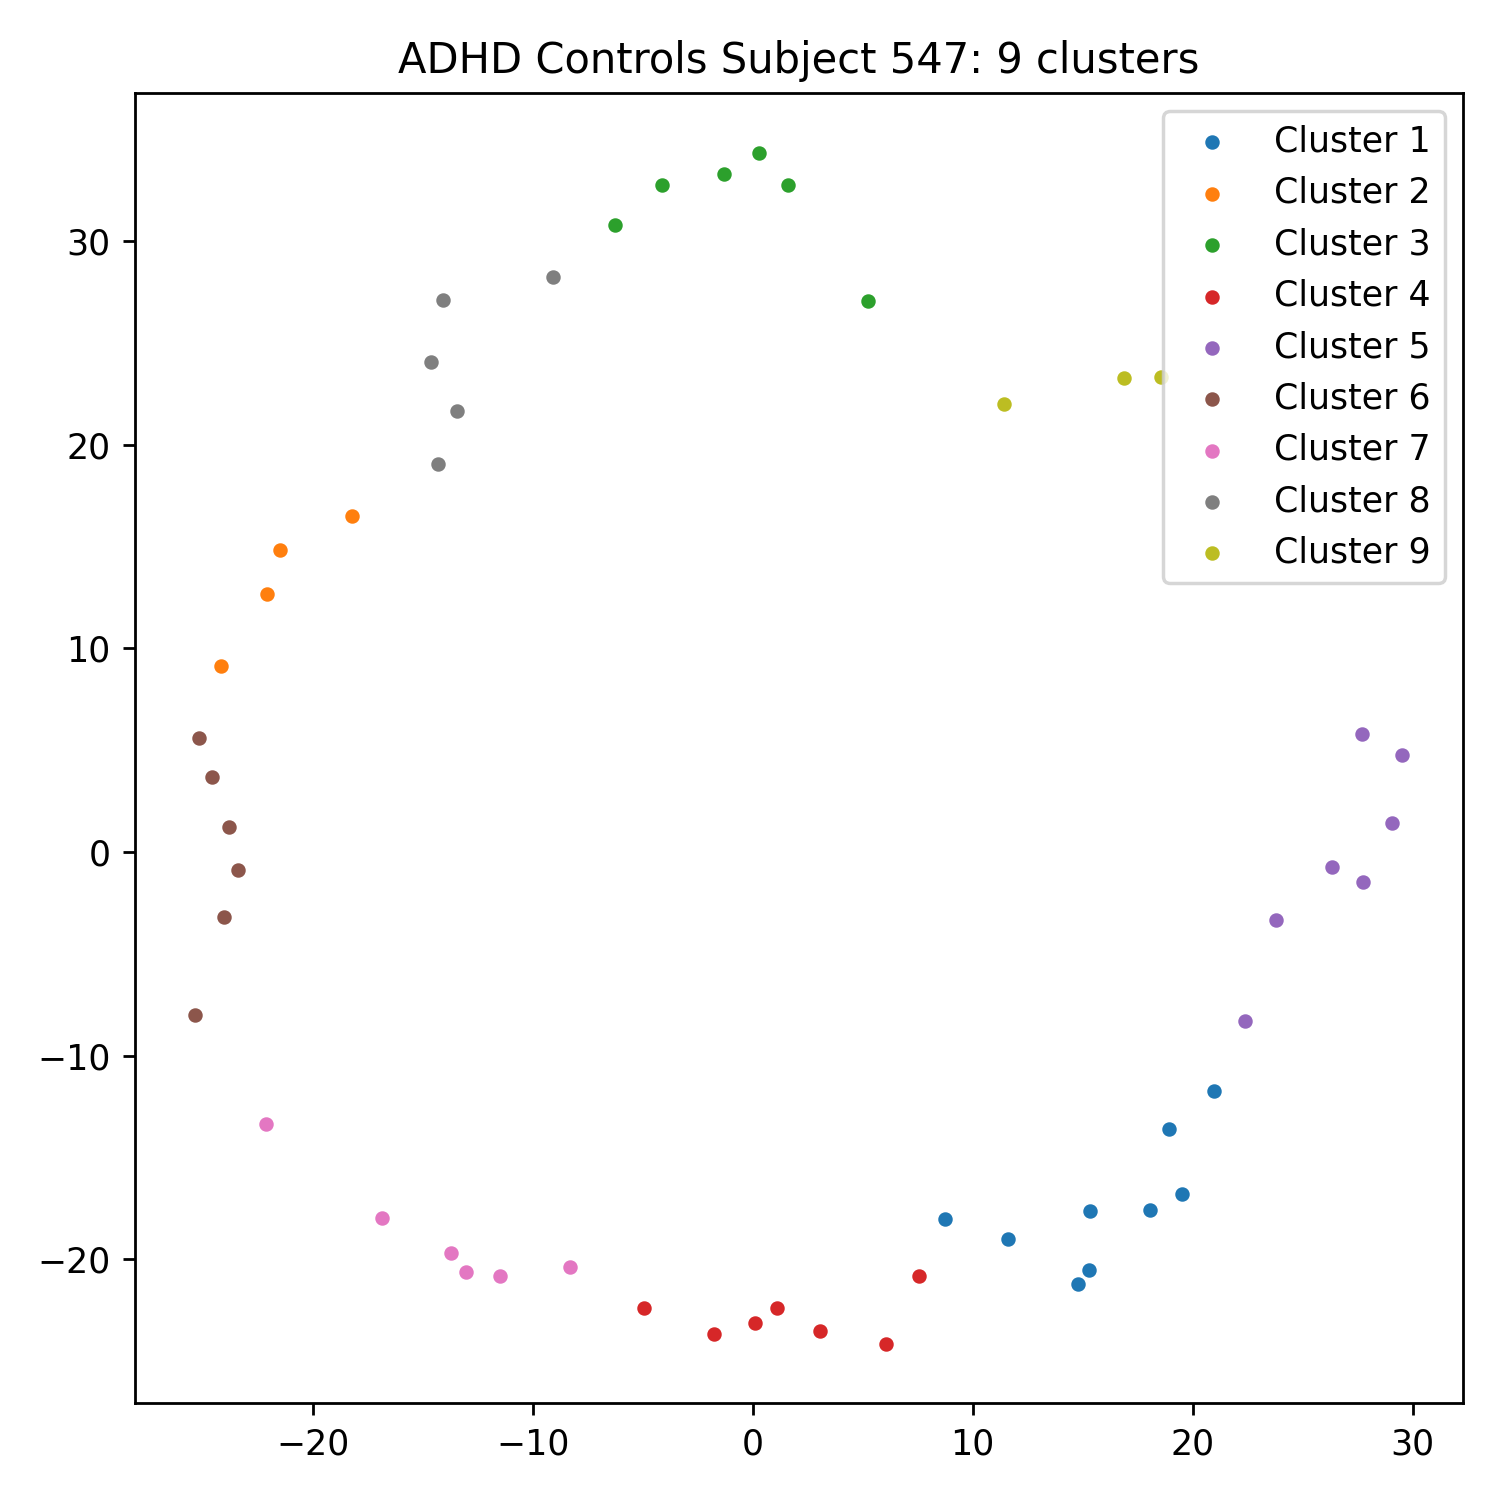 ADHD Controls Subject 547: 9 clusters
Cluster 1
Cluster 2
Cluster 3
Cluster 4
Cluster 5
Cluster 6
Cluster 7
Cluster 8
Cluster 9
30
20
10
0
−10
−20
−20 −10 0 10 20 30